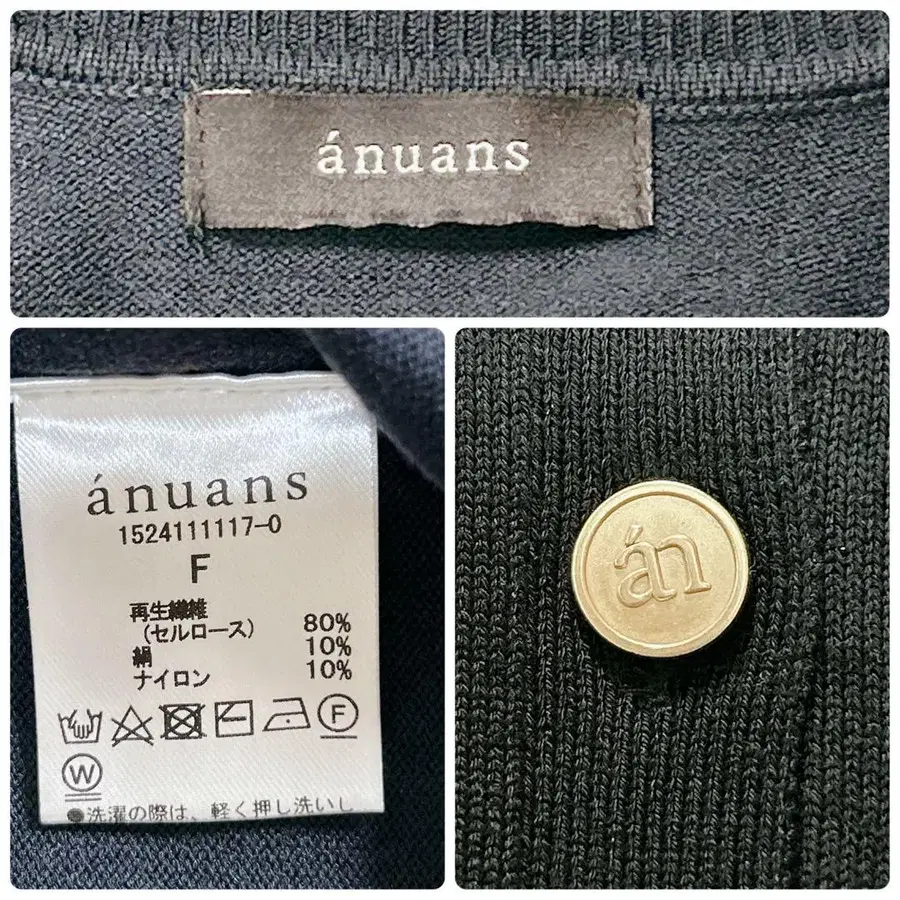 ánuans
ánuans
1524111117-0
F
再生繊維
(セルロース) 80%
絹 10%
ナイロン 10%
F
W
●洗濯の際は、軽く押し洗いし
án